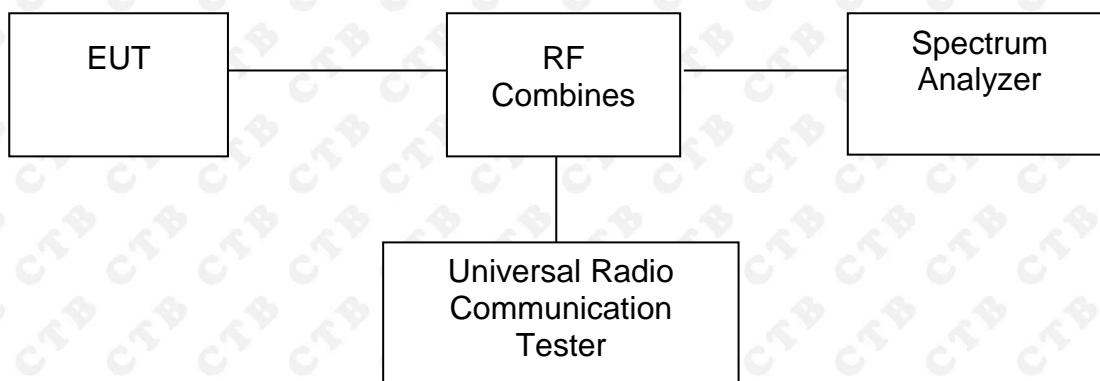 EUT
RF
Combines
Spectrum
Analyzer
Universal Radio
Communication
Tester